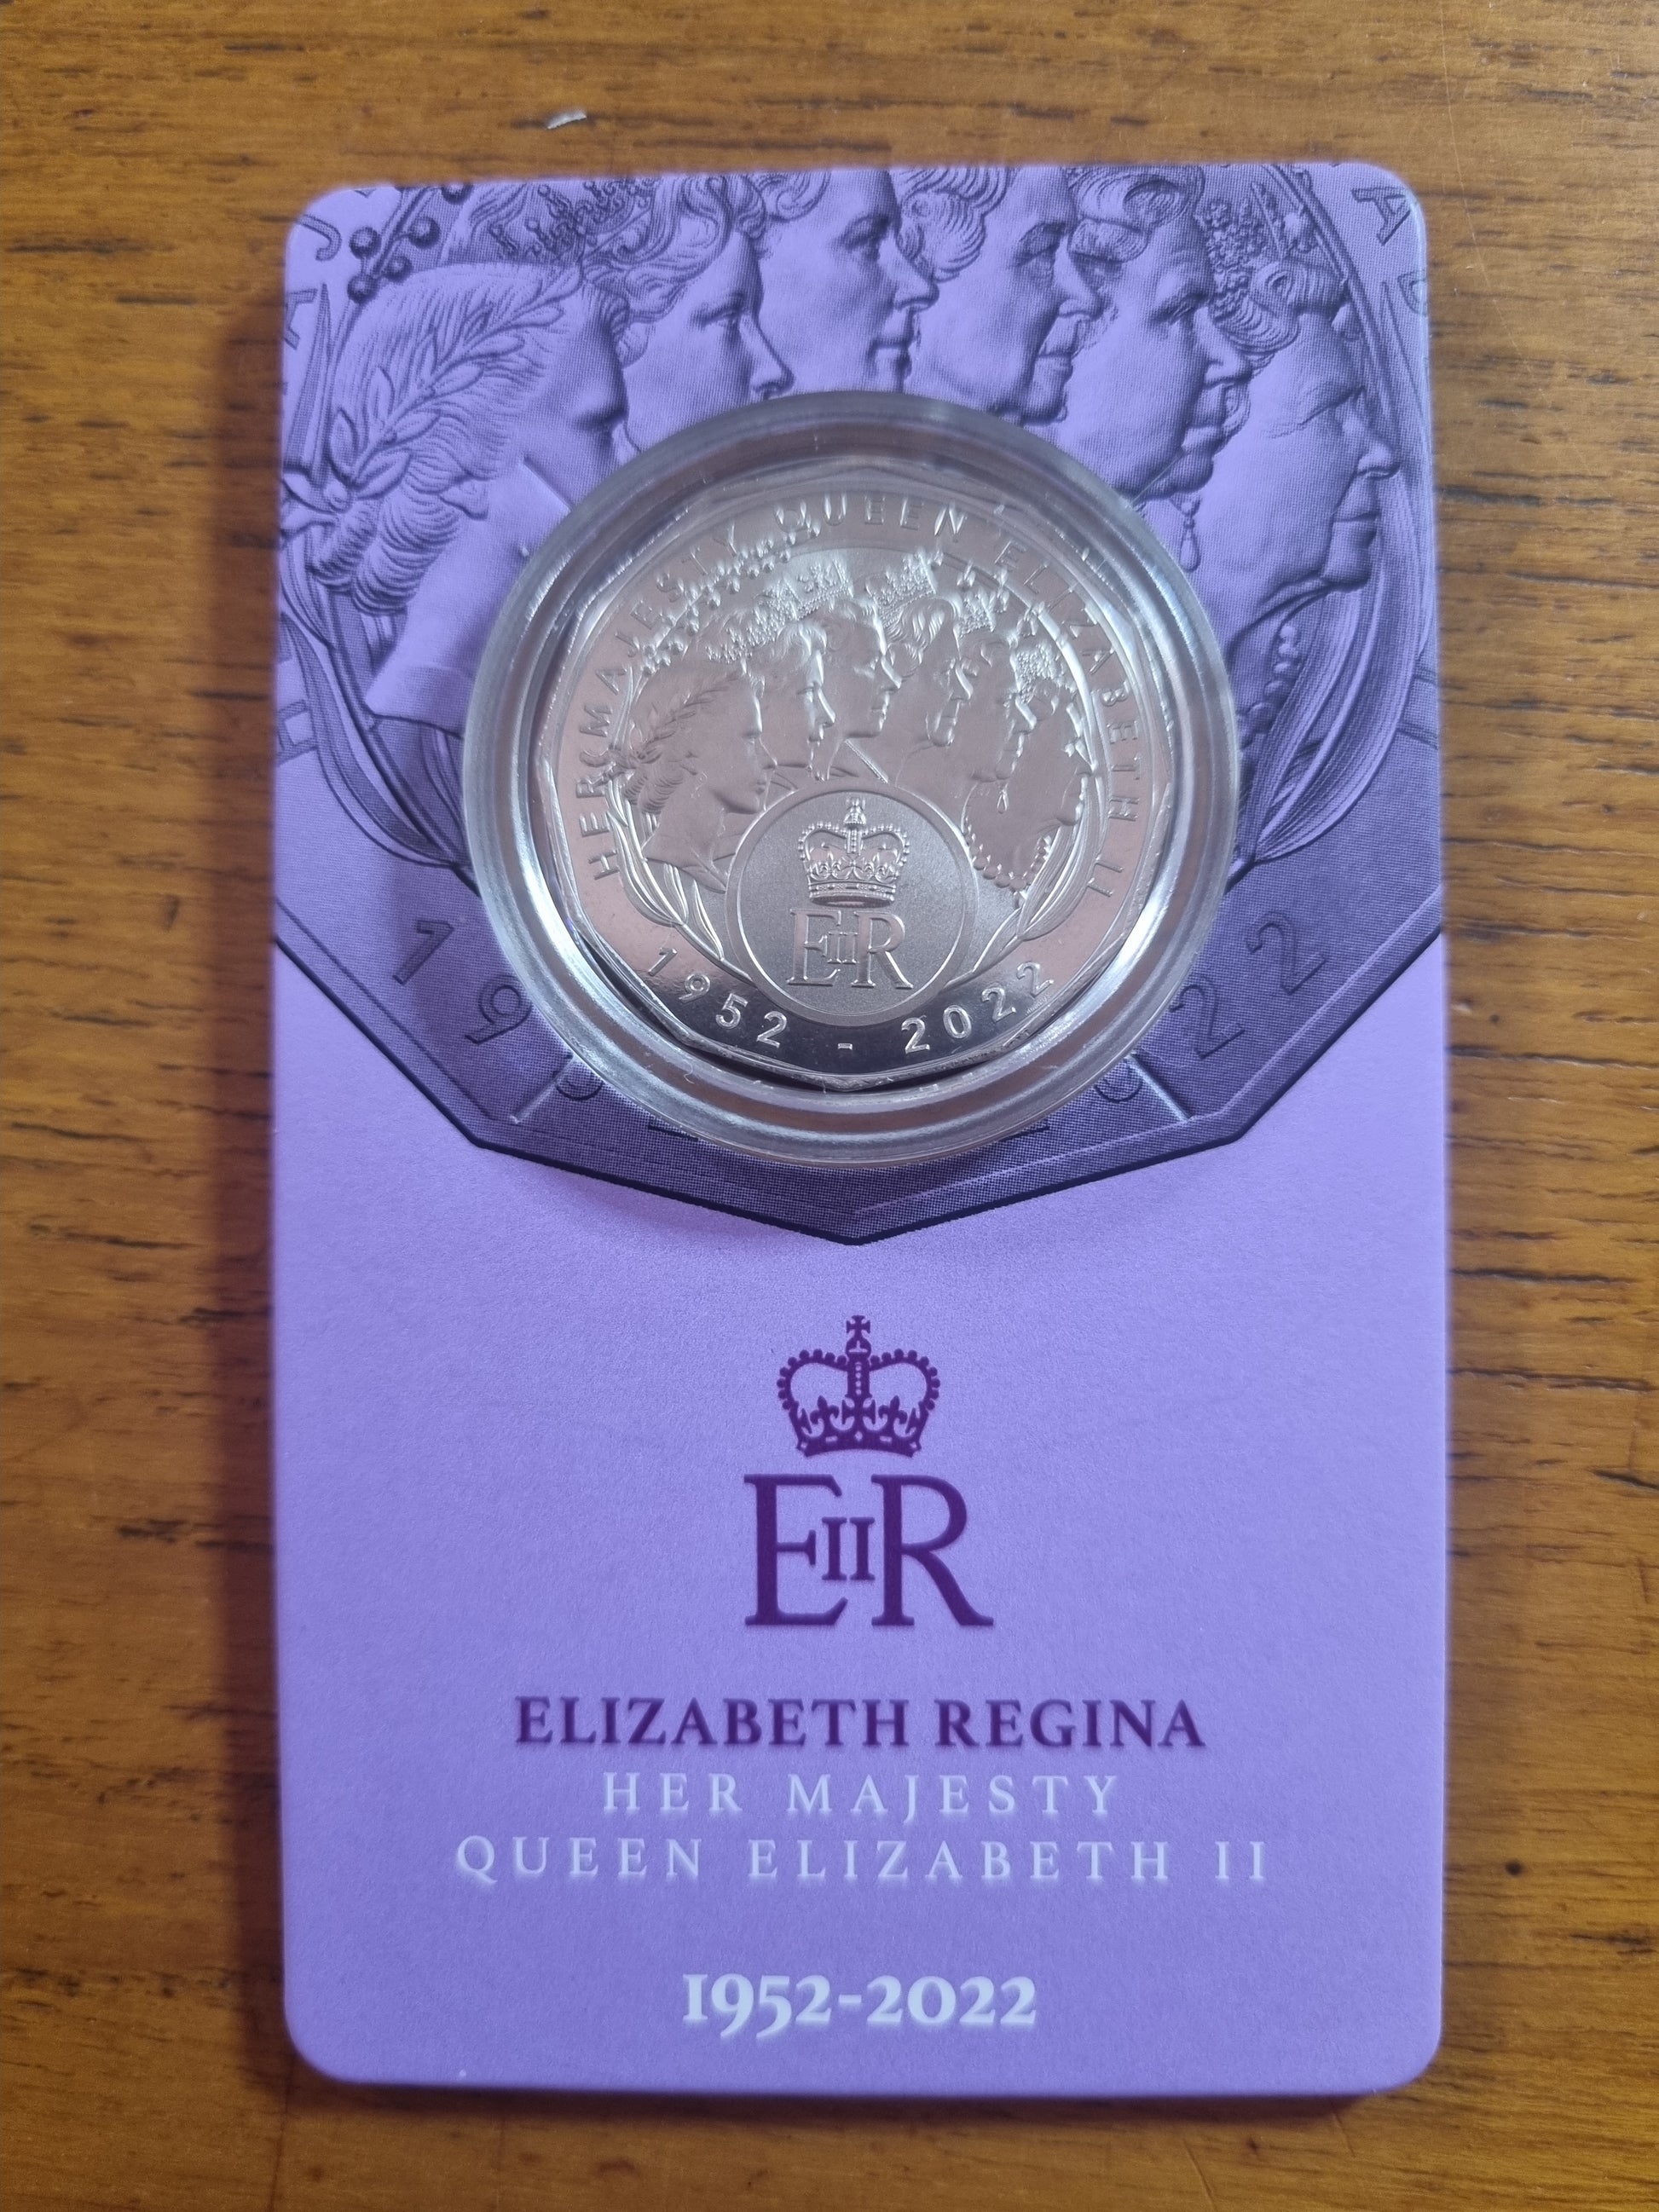 HER MAJESTY QUEEN ELIZABETH II
EIIR
1952 - 2022
EIIR
ELIZABETH REGINA
HER MAJESTY
QUEEN ELIZABETH II
1952-2022